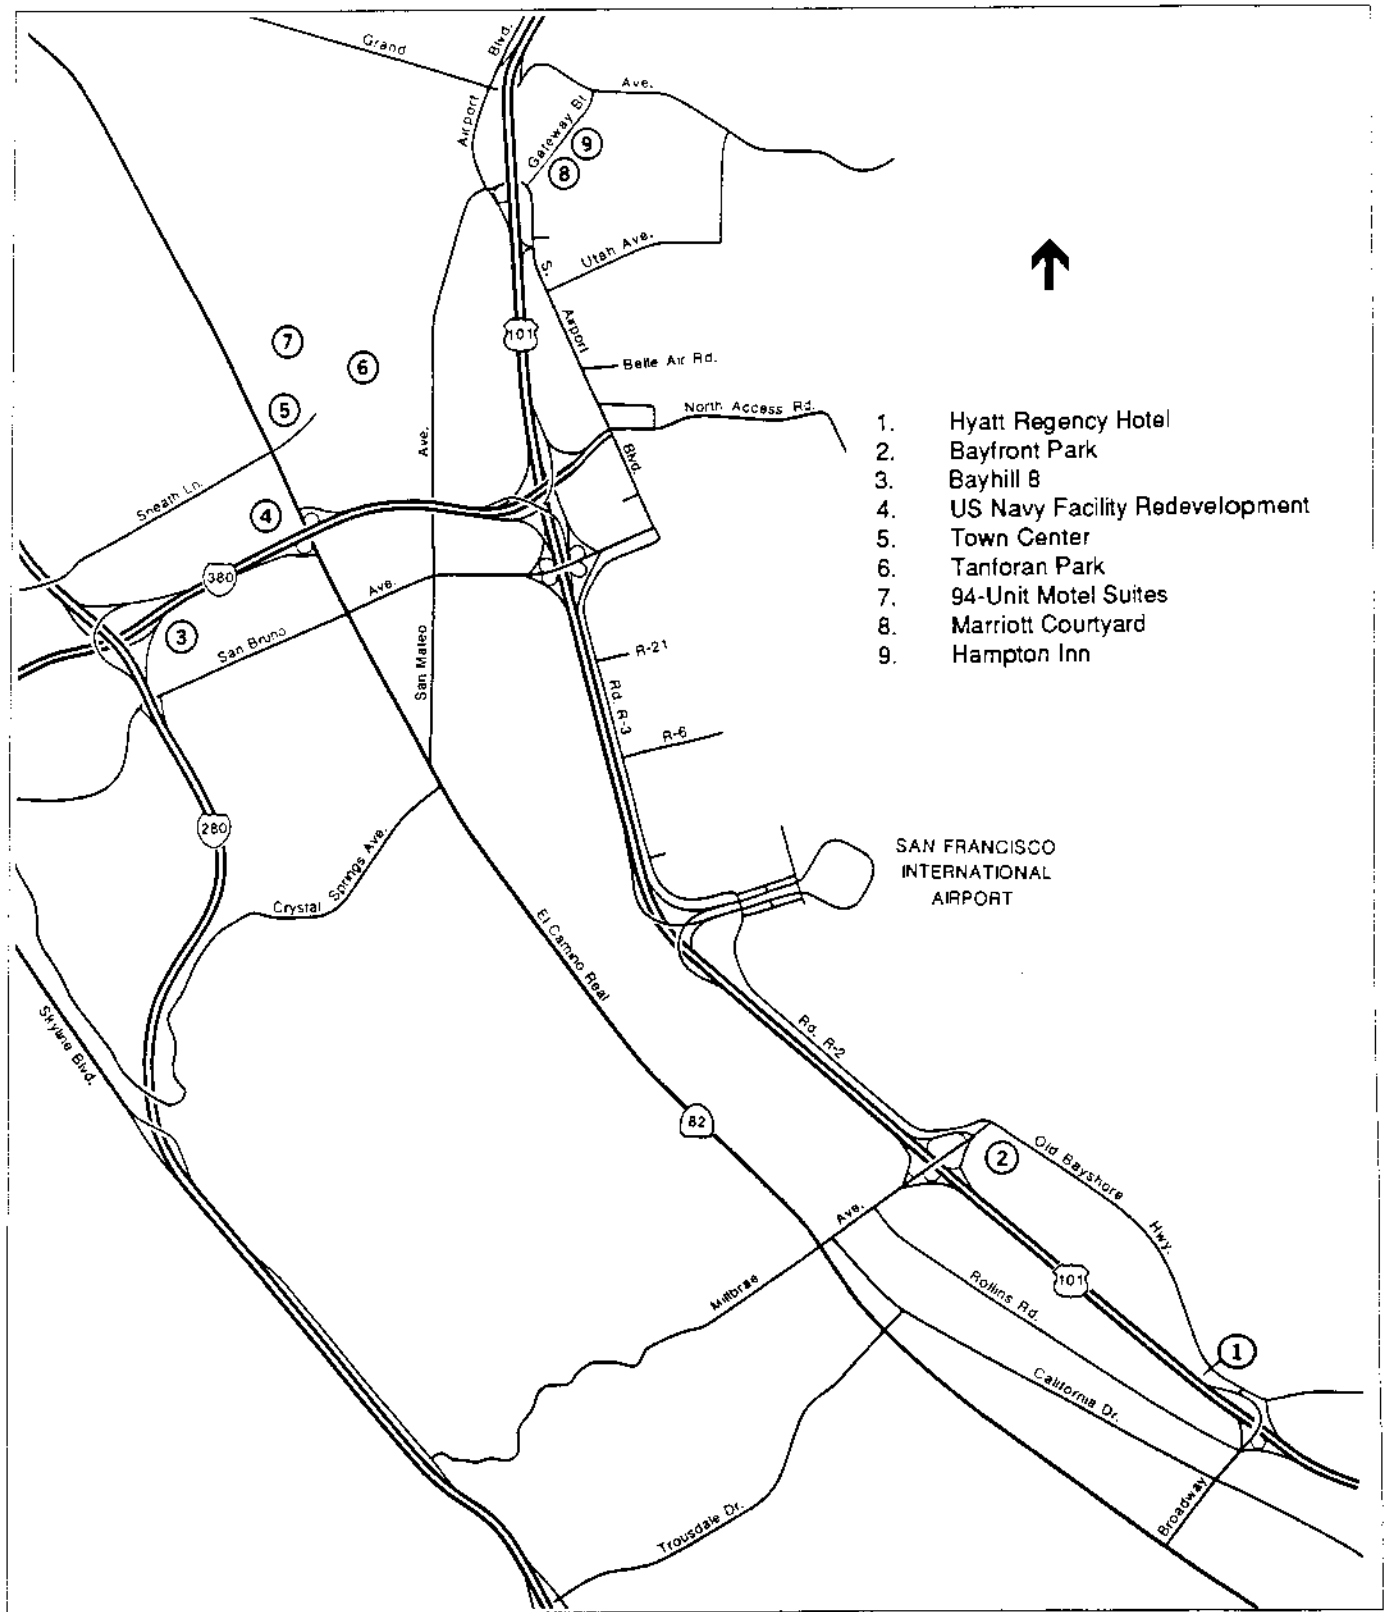 Grand
Blvd.
Airport
Ave.
Gateway Bl
9
8
S.
Utah Ave.
7
6
101
Airport
Belle Air Rd.
5
North Access Rd.
Ave.
Blvd.
Sneath Ln.
4
380
Ave.
3
San Bruno
San Mateo
R-21
Rd. R-3
R-6
1. Hyatt Regency Hotel
2. Bayfront Park
3. Bayhill 8
4. US Navy Facility Redevelopment
5. Town Center
6. Tanforan Park
7. 94-Unit Motel Suites
8. Marriott Courtyard
9. Hampton Inn
280
SAN FRANCISCO
INTERNATIONAL
AIRPORT
Crystal Springs Ave.
El Camino Real
Skyline Blvd.
Rd. R-2
82
2
Old Bayshore Hwy.
Millbrae Ave.
Rollins Rd.
101
1
California Dr.
Trousdale Dr.
Broadway